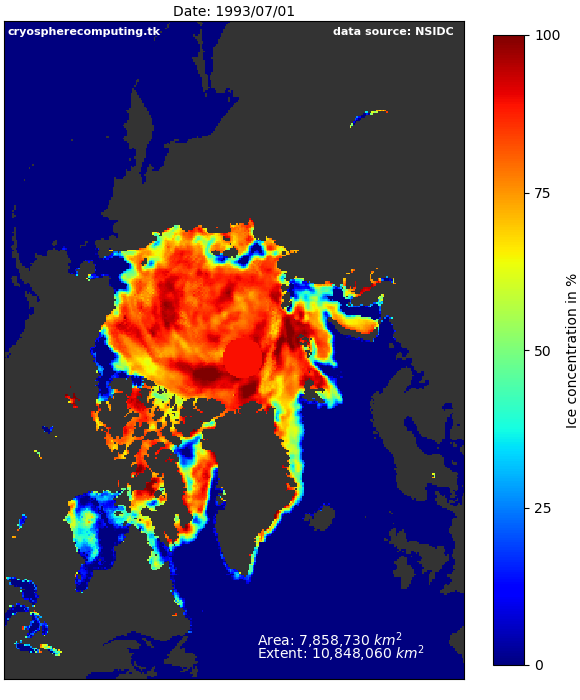 Date: 1993/07/01
cryospherecomputing.tk data source: NSIDC
100
75
50
25
0
Ice concentration in %
Area: 7,858,730 km²
Extent: 10,848,060 km²